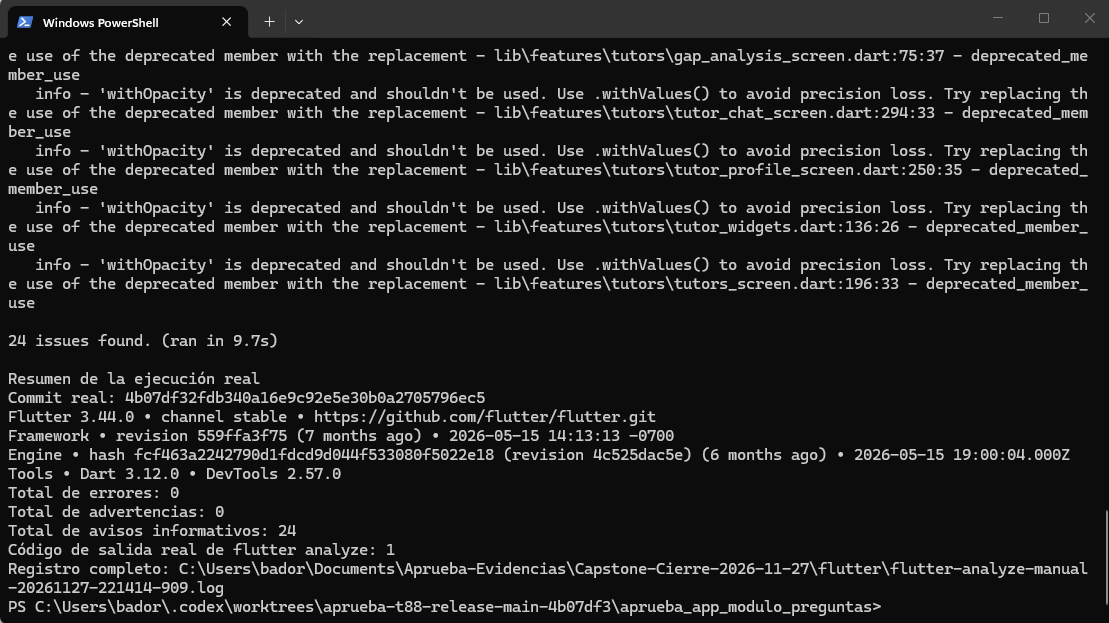 Windows PowerShell
e use of the deprecated member with the replacement - lib\features\tutors\gap_analysis_screen.dart:75:37 - deprecated_me
mber_use
   info - 'withOpacity' is deprecated and shouldn't be used. Use .withValues() to avoid precision loss. Try replacing th
e use of the deprecated member with the replacement - lib\features\tutors\tutor_chat_screen.dart:294:33 - deprecated_mem
ber_use
   info - 'withOpacity' is deprecated and shouldn't be used. Use .withValues() to avoid precision loss. Try replacing th
e use of the deprecated member with the replacement - lib\features\tutors\tutor_profile_screen.dart:250:35 - deprecated_
member_use
   info - 'withOpacity' is deprecated and shouldn't be used. Use .withValues() to avoid precision loss. Try replacing th
e use of the deprecated member with the replacement - lib\features\tutors\tutor_widgets.dart:136:26 - deprecated_member_
use
   info - 'withOpacity' is deprecated and shouldn't be used. Use .withValues() to avoid precision loss. Try replacing th
e use of the deprecated member with the replacement - lib\features\tutors\tutors_screen.dart:196:33 - deprecated_member_
use
24 issues found. (ran in 9.7s)
Resumen de la ejecución real
Commit real: 4b07df32fdb340a16e9c92e5e30b0a2705796ec5
Flutter 3.44.0 • channel stable • https://github.com/flutter/flutter.git
Framework • revision 559ffa3f75 (7 months ago) • 2026-05-15 14:13:13 -0700
Engine • hash fcf463a2242790d1fdcd9d044f533080f5022e18 (revision 4c525dac5e) (6 months ago) • 2026-05-15 19:00:04.000Z
Tools • Dart 3.12.0 • DevTools 2.57.0
Total de errores: 0
Total de advertencias: 0
Total de avisos informativos: 24
Código de salida real de flutter analyze: 1
Registro completo: C:\Users\bador\Documents\Aprueba-Evidencias\Capstone-Cierre-2026-11-27\flutter\flutter-analyze-manual
-20261127-221414-909.log
PS C:\Users\bador\.codex\worktrees\aprueba-t88-release-main-4b07df3\aprueba_app_modulo_preguntas>